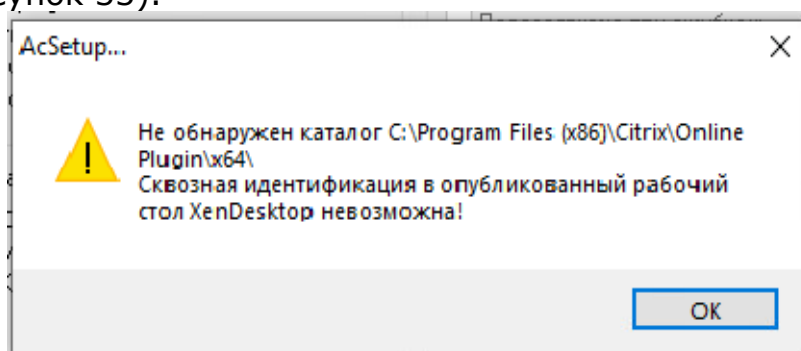 AcSetup...
Не обнаружен каталог C:\Program Files (x86)\Citrix\Online
Plugin\x64\
Сквозная идентификация в опубликованный рабочий
стол XenDesktop невозможна!
OK